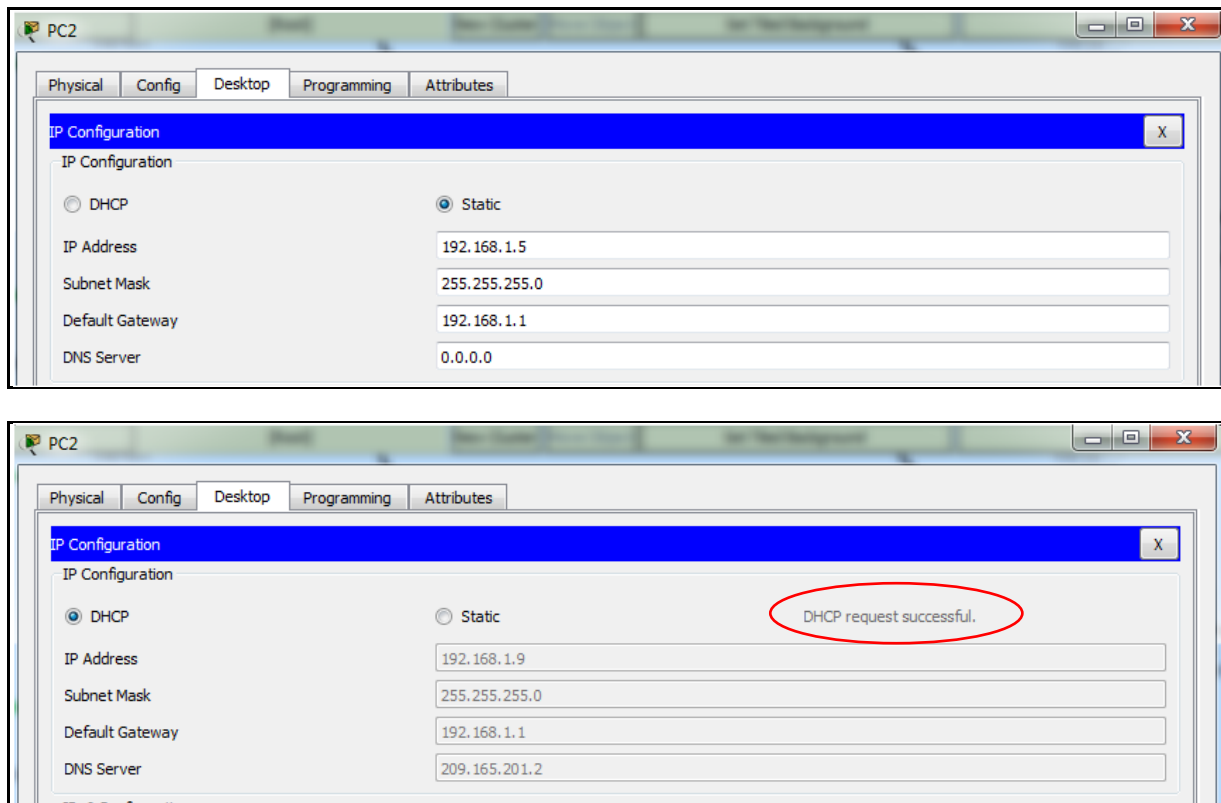 PC2
Physical Config Desktop Programming Attributes
IP Configuration X
IP Configuration
DHCP Static
IP Address 192.168.1.5
Subnet Mask 255.255.255.0
Default Gateway 192.168.1.1
DNS Server 0.0.0.0
PC2
Physical Config Desktop Programming Attributes
IP Configuration X
IP Configuration
DHCP Static DHCP request successful.
IP Address 192.168.1.9
Subnet Mask 255.255.255.0
Default Gateway 192.168.1.1
DNS Server 209.165.201.2